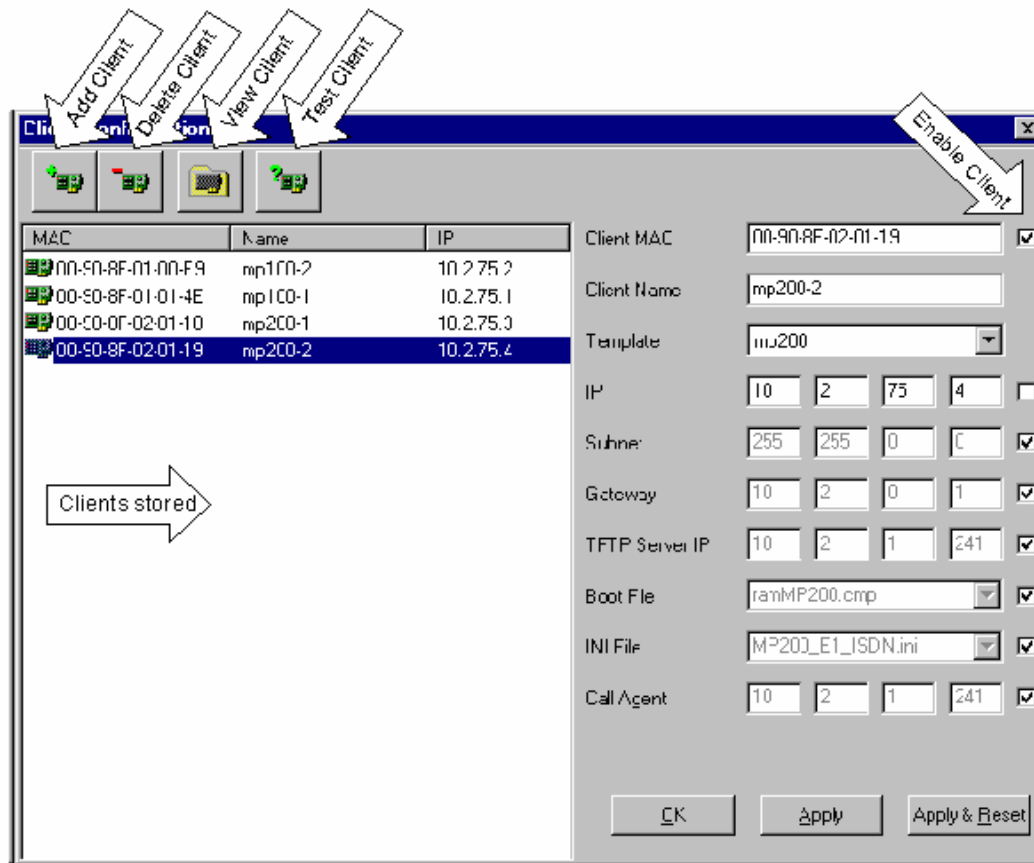 Add Client
Delete Client
View Client
Test Client
Enable Client
MAC Name IP
00-90-8F-01-00-E9 mp100-2 10.2.75.2
00-90-8F-01-01-4E mp100-1 10.2.75.1
mp200-1
00-90-8F-02-01-19 mp200-2 10.2.75.4
Clients stored
Client MAC 00-90-8F-02-01-19
Client Name mp200-2
Template mp200
IP 10 2 75 4
Subnet 255 255 0 0
Gateway 10 2 0 1
TFTP Server IP 10 2 1 241
Boot File ramMP200.cmp
INI File MP200_E1_ISDN.ini
Call Agent 10 2 1 241
OK Apply Apply & Reset